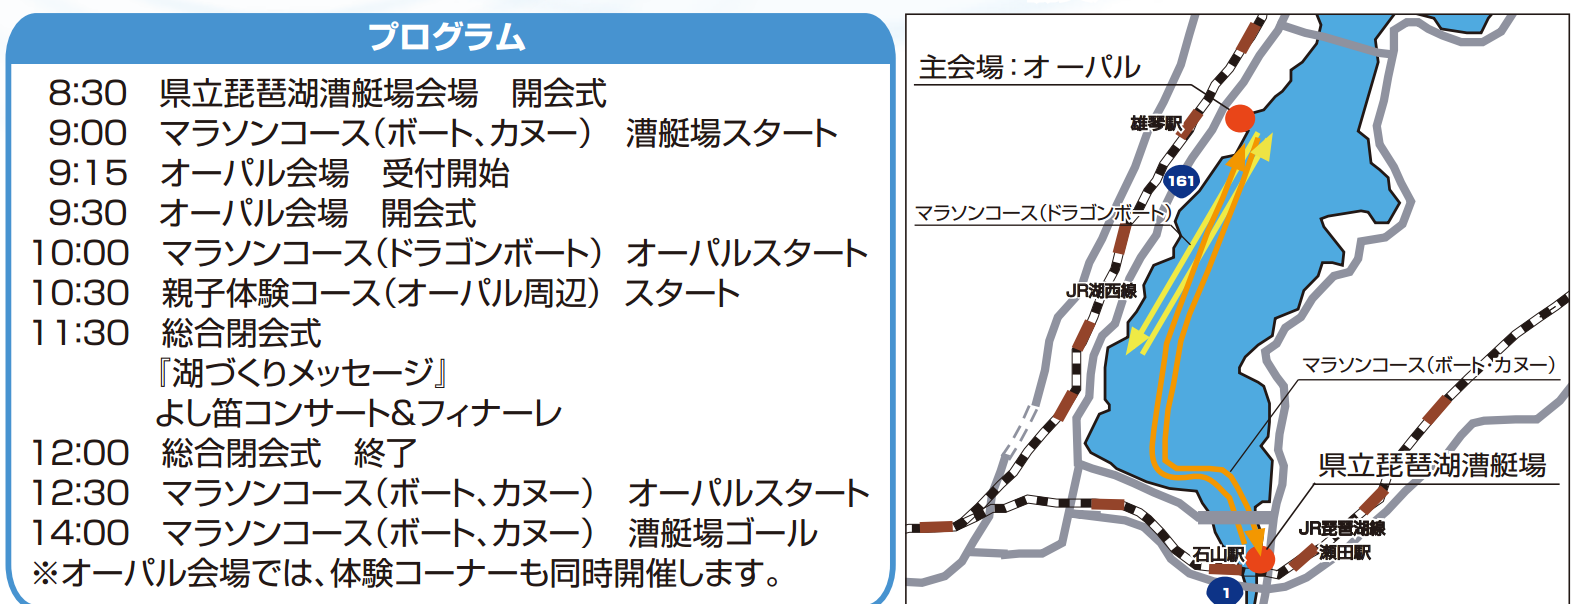 プログラム
8:30 県立琵琶湖漕艇場会場 開会式
9:00 マラソンコース(ボート、カヌー) 漕艇場スタート
9:15 オーパル会場 受付開始
9:30 オーパル会場 開会式
10:00 マラソンコース(ドラゴンボート) オーパルスタート
10:30 親子体験コース(オーパル周辺) スタート
11:30 総合閉会式
『湖づくりメッセージ』
よし笛コンサート&フィナーレ
12:00 総合閉会式 終了
12:30 マラソンコース(ボート、カヌー) オーパルスタート
14:00 マラソンコース(ボート、カヌー) 漕艇場ゴール
※オーパル会場では、体験コーナーも同時開催します。
主会場:オーパル
雄琴駅
161
マラソンコース(ドラゴンボート)
JR湖西線
マラソンコース(ボート・カヌー)
県立琵琶湖漕艇場
JR琵琶湖線
石山駅
瀬田駅
1